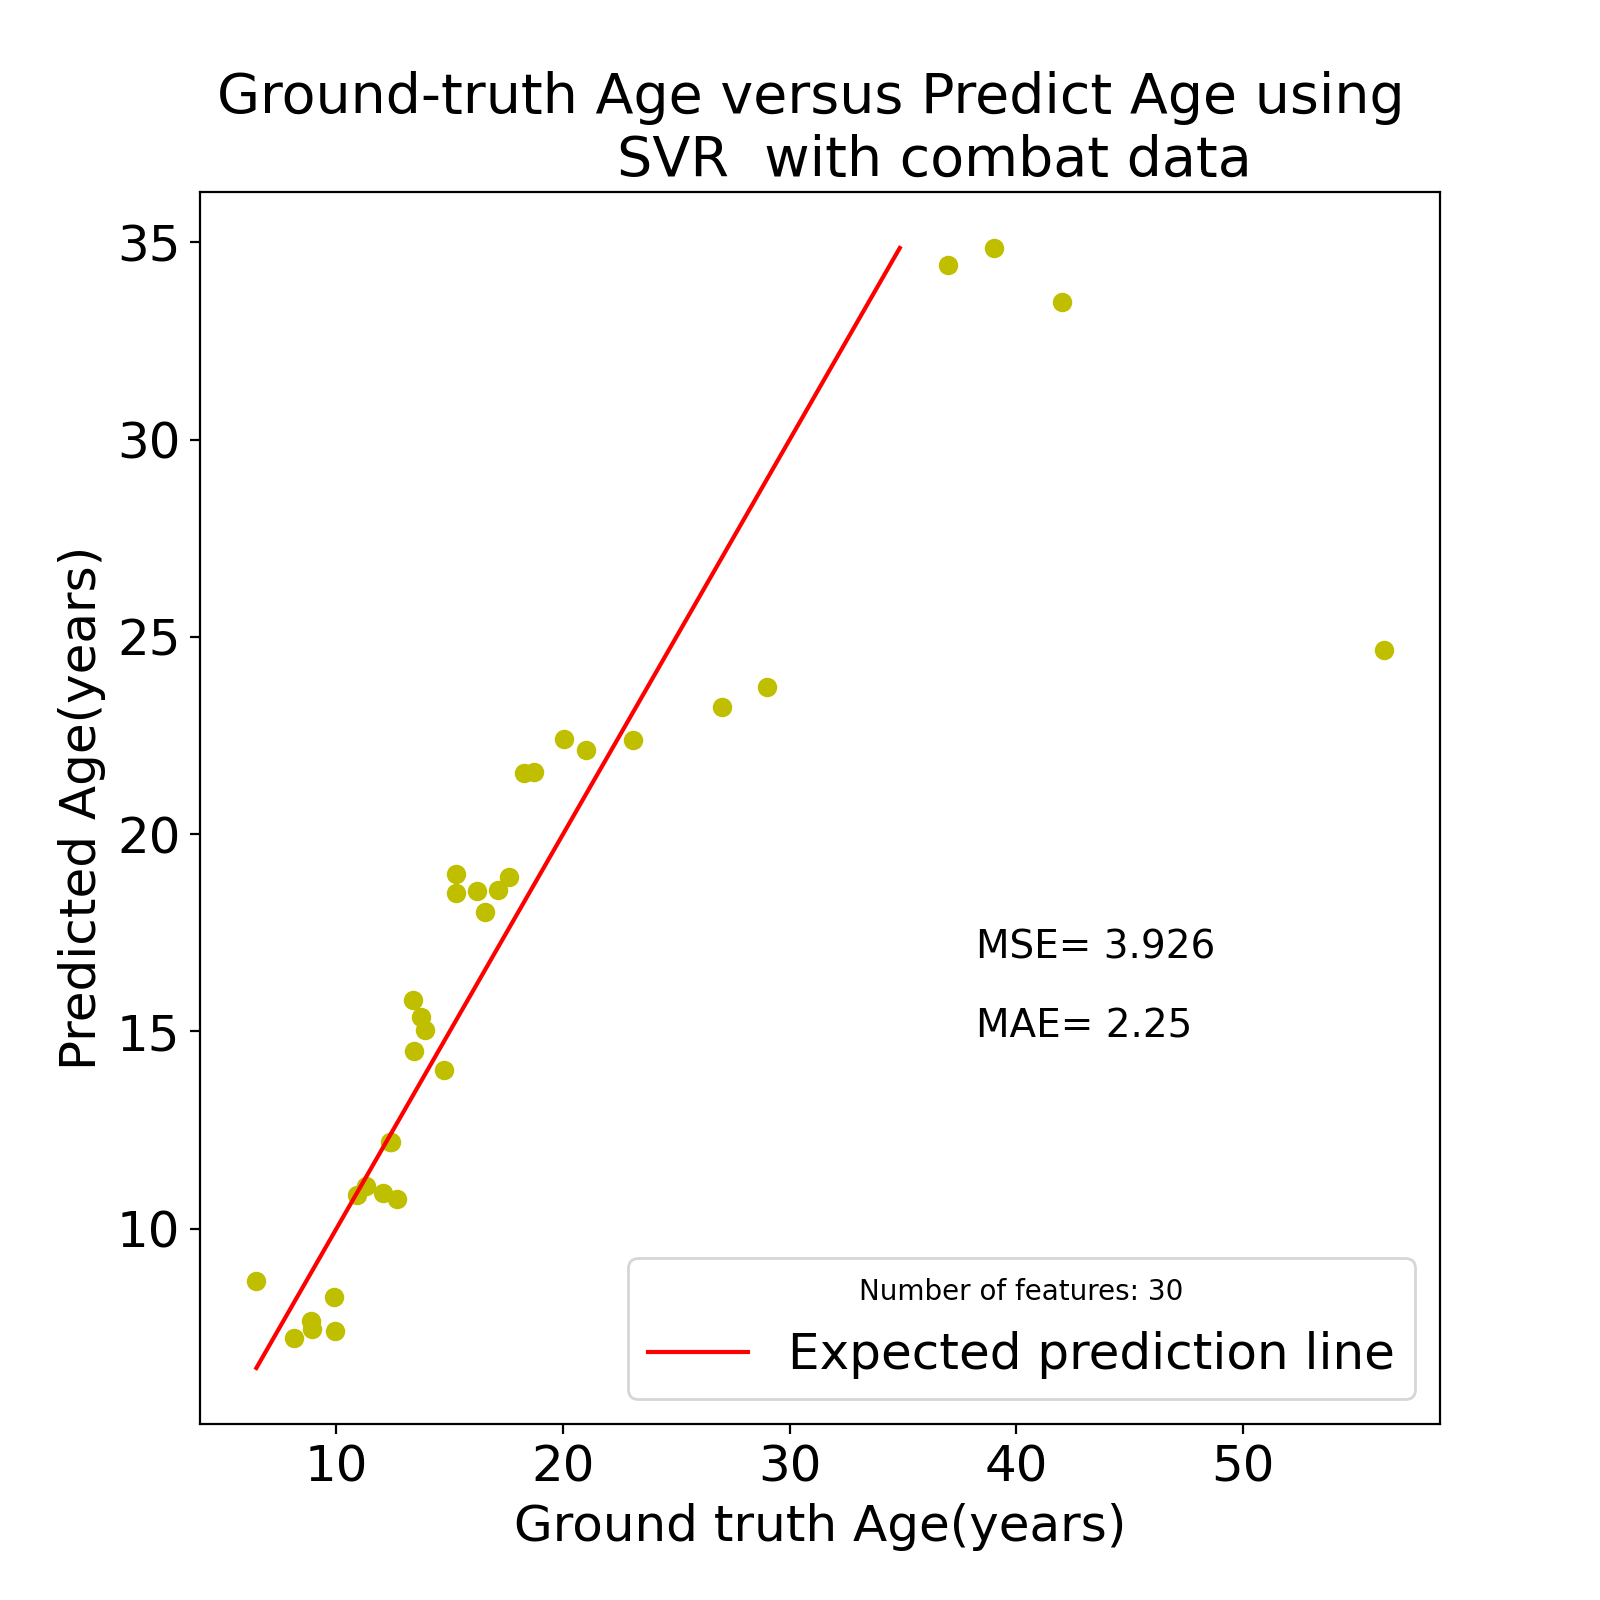 Ground-truth Age versus Predict Age using
SVR  with combat data
35
30
25
20
15
10
Predicted Age(years)
MSE= 3.926
MAE= 2.25
Number of features: 30
Expected prediction line
10 20 30 40 50
Ground truth Age(years)